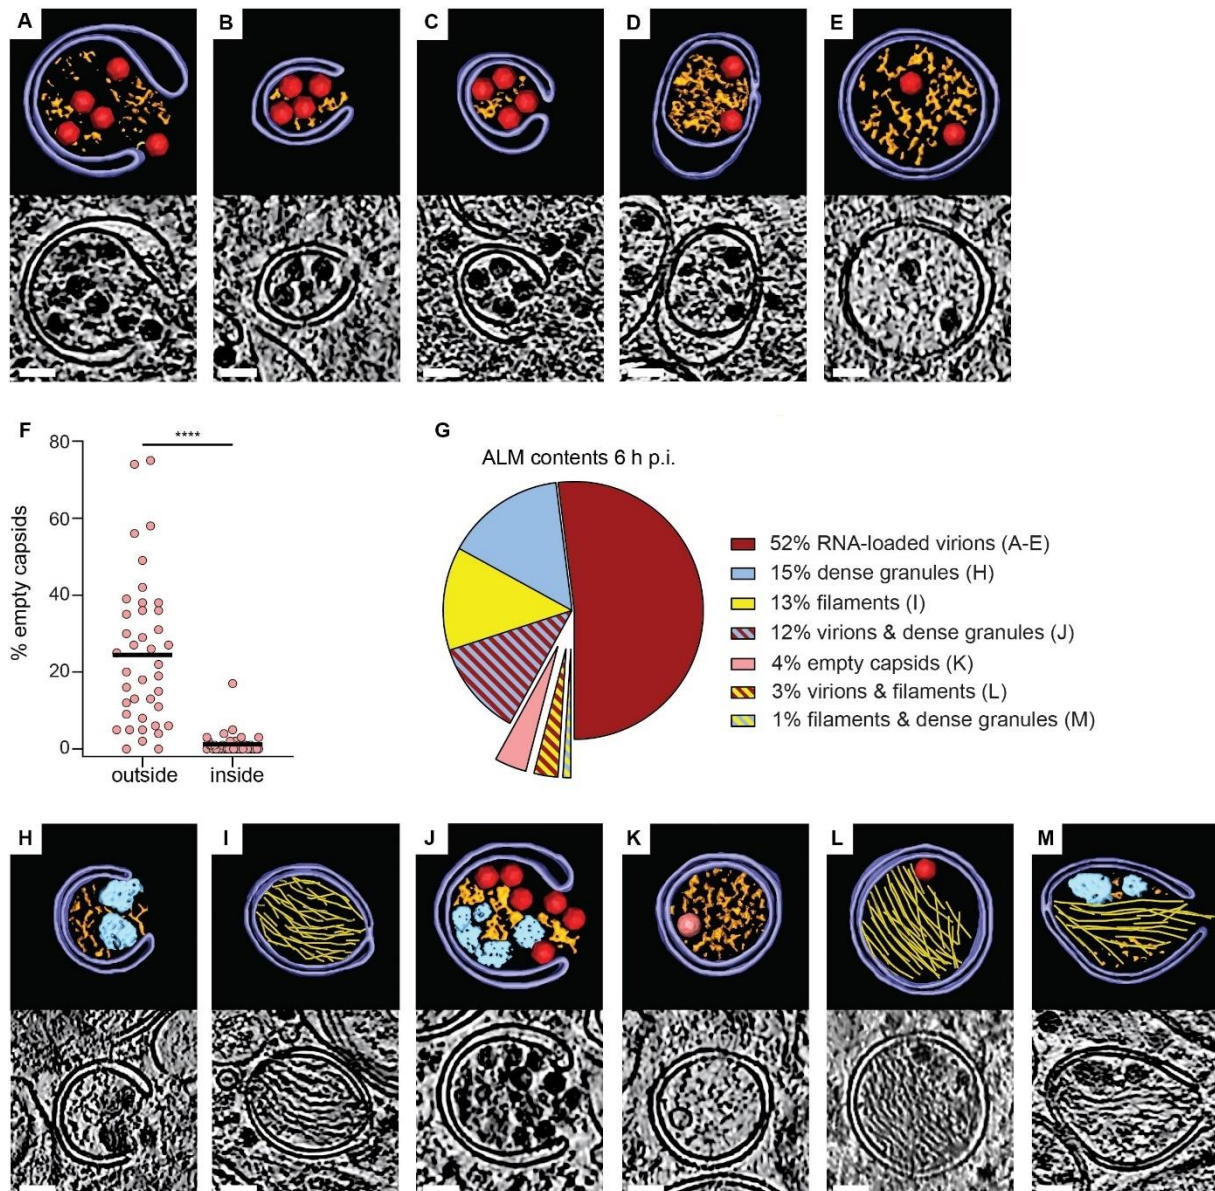 A
B
C
D
E
F
80
60
40
20
0
% empty capsids
****
outside
inside
G
ALM contents 6 h p.i.
52% RNA-loaded virions (A-E)
15% dense granules (H)
13% filaments (I)
12% virions & dense granules (J)
4% empty capsids (K)
3% virions & filaments (L)
1% filaments & dense granules (M)
H
I
J
K
L
M